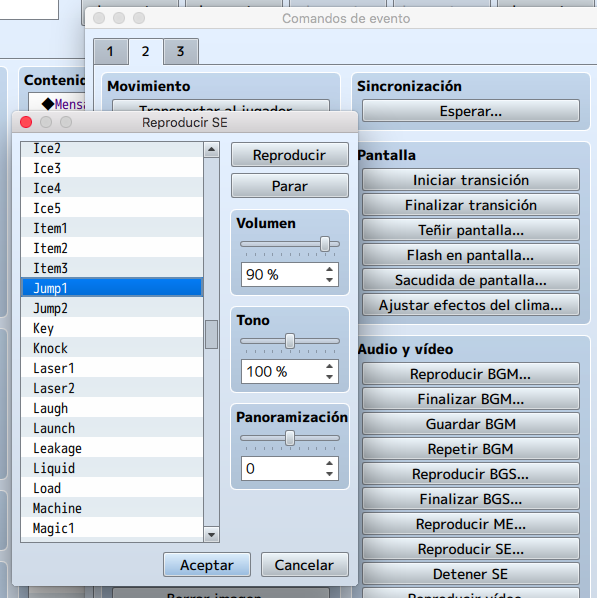 Comandos de evento
1
2
3
Contenid
◆Mensa
Movimiento
Transportar al jugador...
Sincronización
Esperar...
Reproducir SE
Ice2
Ice3
Ice4
Ice5
Item1
Item2
Item3
Jump1
Jump2
Key
Knock
Laser1
Laser2
Laugh
Launch
Leakage
Liquid
Load
Machine
Magic1
Reproducir
Parar
Volumen
90 %
Tono
100 %
Panoramización
0
Aceptar
Cancelar
Pantalla
Iniciar transición
Finalizar transición
Teñir pantalla...
Flash en pantalla...
Sacudida de pantalla...
Ajustar efectos del clima...
Audio y vídeo
Reproducir BGM...
Finalizar BGM...
Guardar BGM
Repetir BGM
Reproducir BGS...
Finalizar BGS...
Reproducir ME...
Reproducir SE...
Detener SE
Reproducir vídeo...
Borrar imagen...